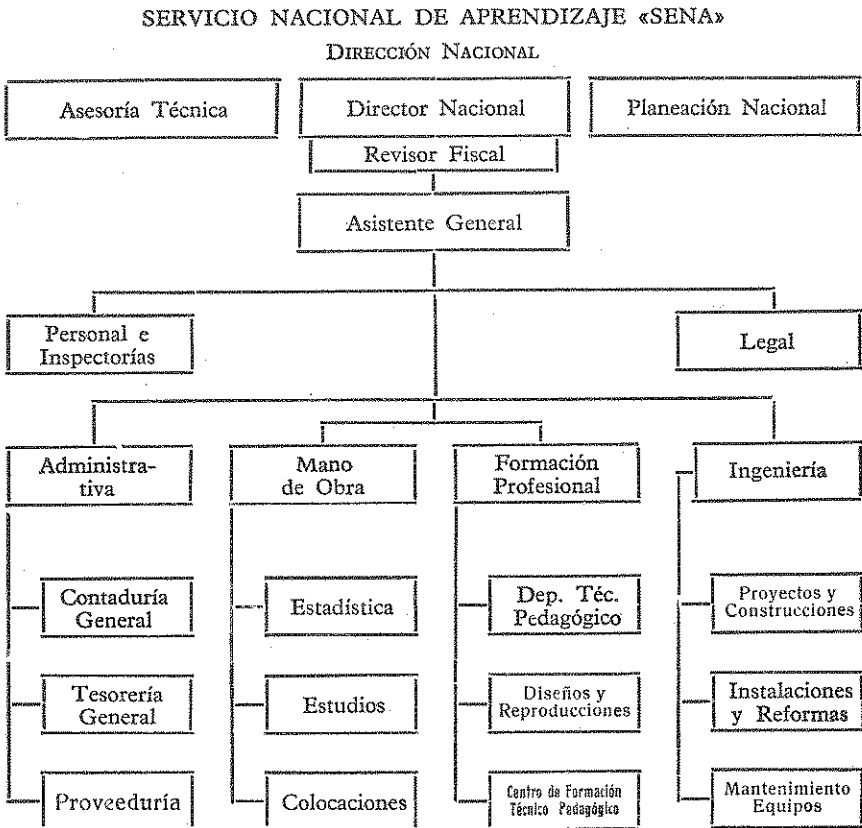 SERVICIO NACIONAL DE APRENDIZAJE «SENA»
DIRECCIÓN NACIONAL
Asesoría Técnica
Director Nacional
Planeación Nacional
Revisor Fiscal
Asistente General
Personal e
Inspectorías
Legal
Administra-
tiva
Mano
de Obra
Formación
Profesional
Ingeniería
Contaduría
General
Estadística
Dep. Téc.
Pedagógico
Proyectos y
Construcciones
Tesorería
General
Estudios
Diseños y
Reproducciones
Instalaciones
y Reformas
Proveeduría
Colocaciones
Centro de Formación
Técnico Pedagógico
Mantenimiento
Equipos